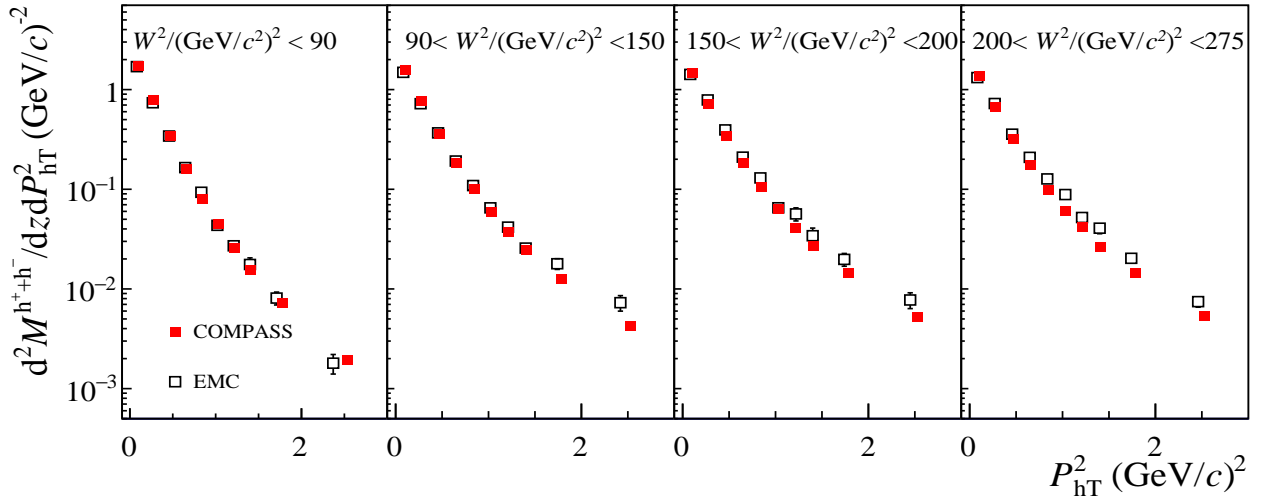 d²M^{h⁺+h⁻}/dzdP²_{hT} (GeV/c)⁻²
W²/(GeV/c²)² < 90
90< W²/(GeV/c²)² <150
150< W²/(GeV/c²)² <200
200< W²/(GeV/c²)² <275
1
10⁻¹
10⁻²
10⁻³
COMPASS
EMC
0 2 0 2 0 2 0 2
P²_{hT} (GeV/c)²